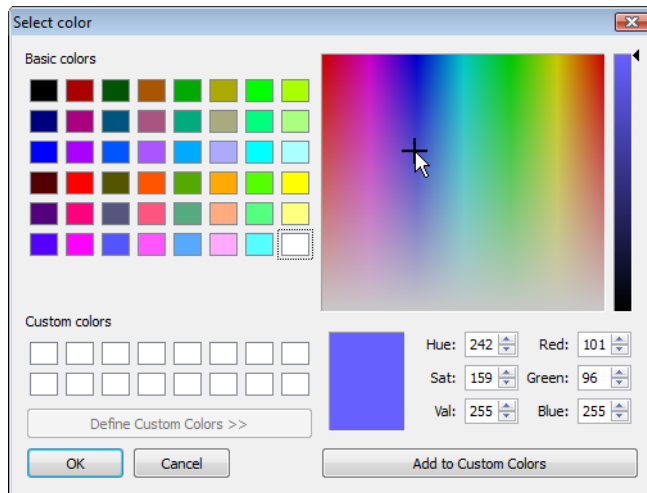 Select color
Basic colors
Custom colors
Define Custom Colors >>
OK Cancel
Hue: 242 Red: 101
Sat: 159 Green: 96
Val: 255 Blue: 255
Add to Custom Colors